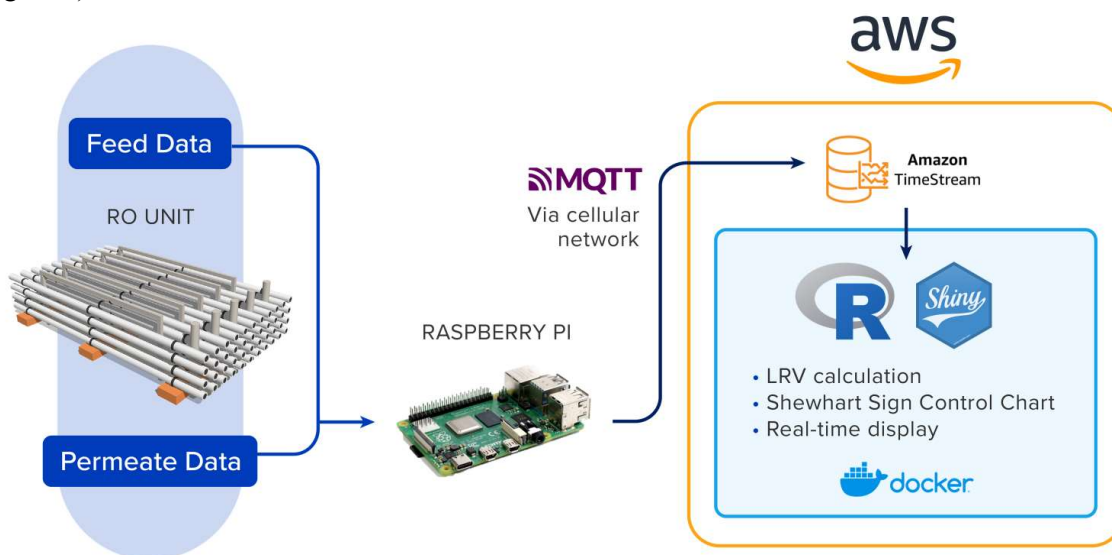 aws
Feed Data
RO UNIT
Permeate Data
RASPBERRY PI
MQTT
Via cellular
network
Amazon
TimeStream
R
Shiny
• LRV calculation
• Shewhart Sign Control Chart
• Real-time display
docker